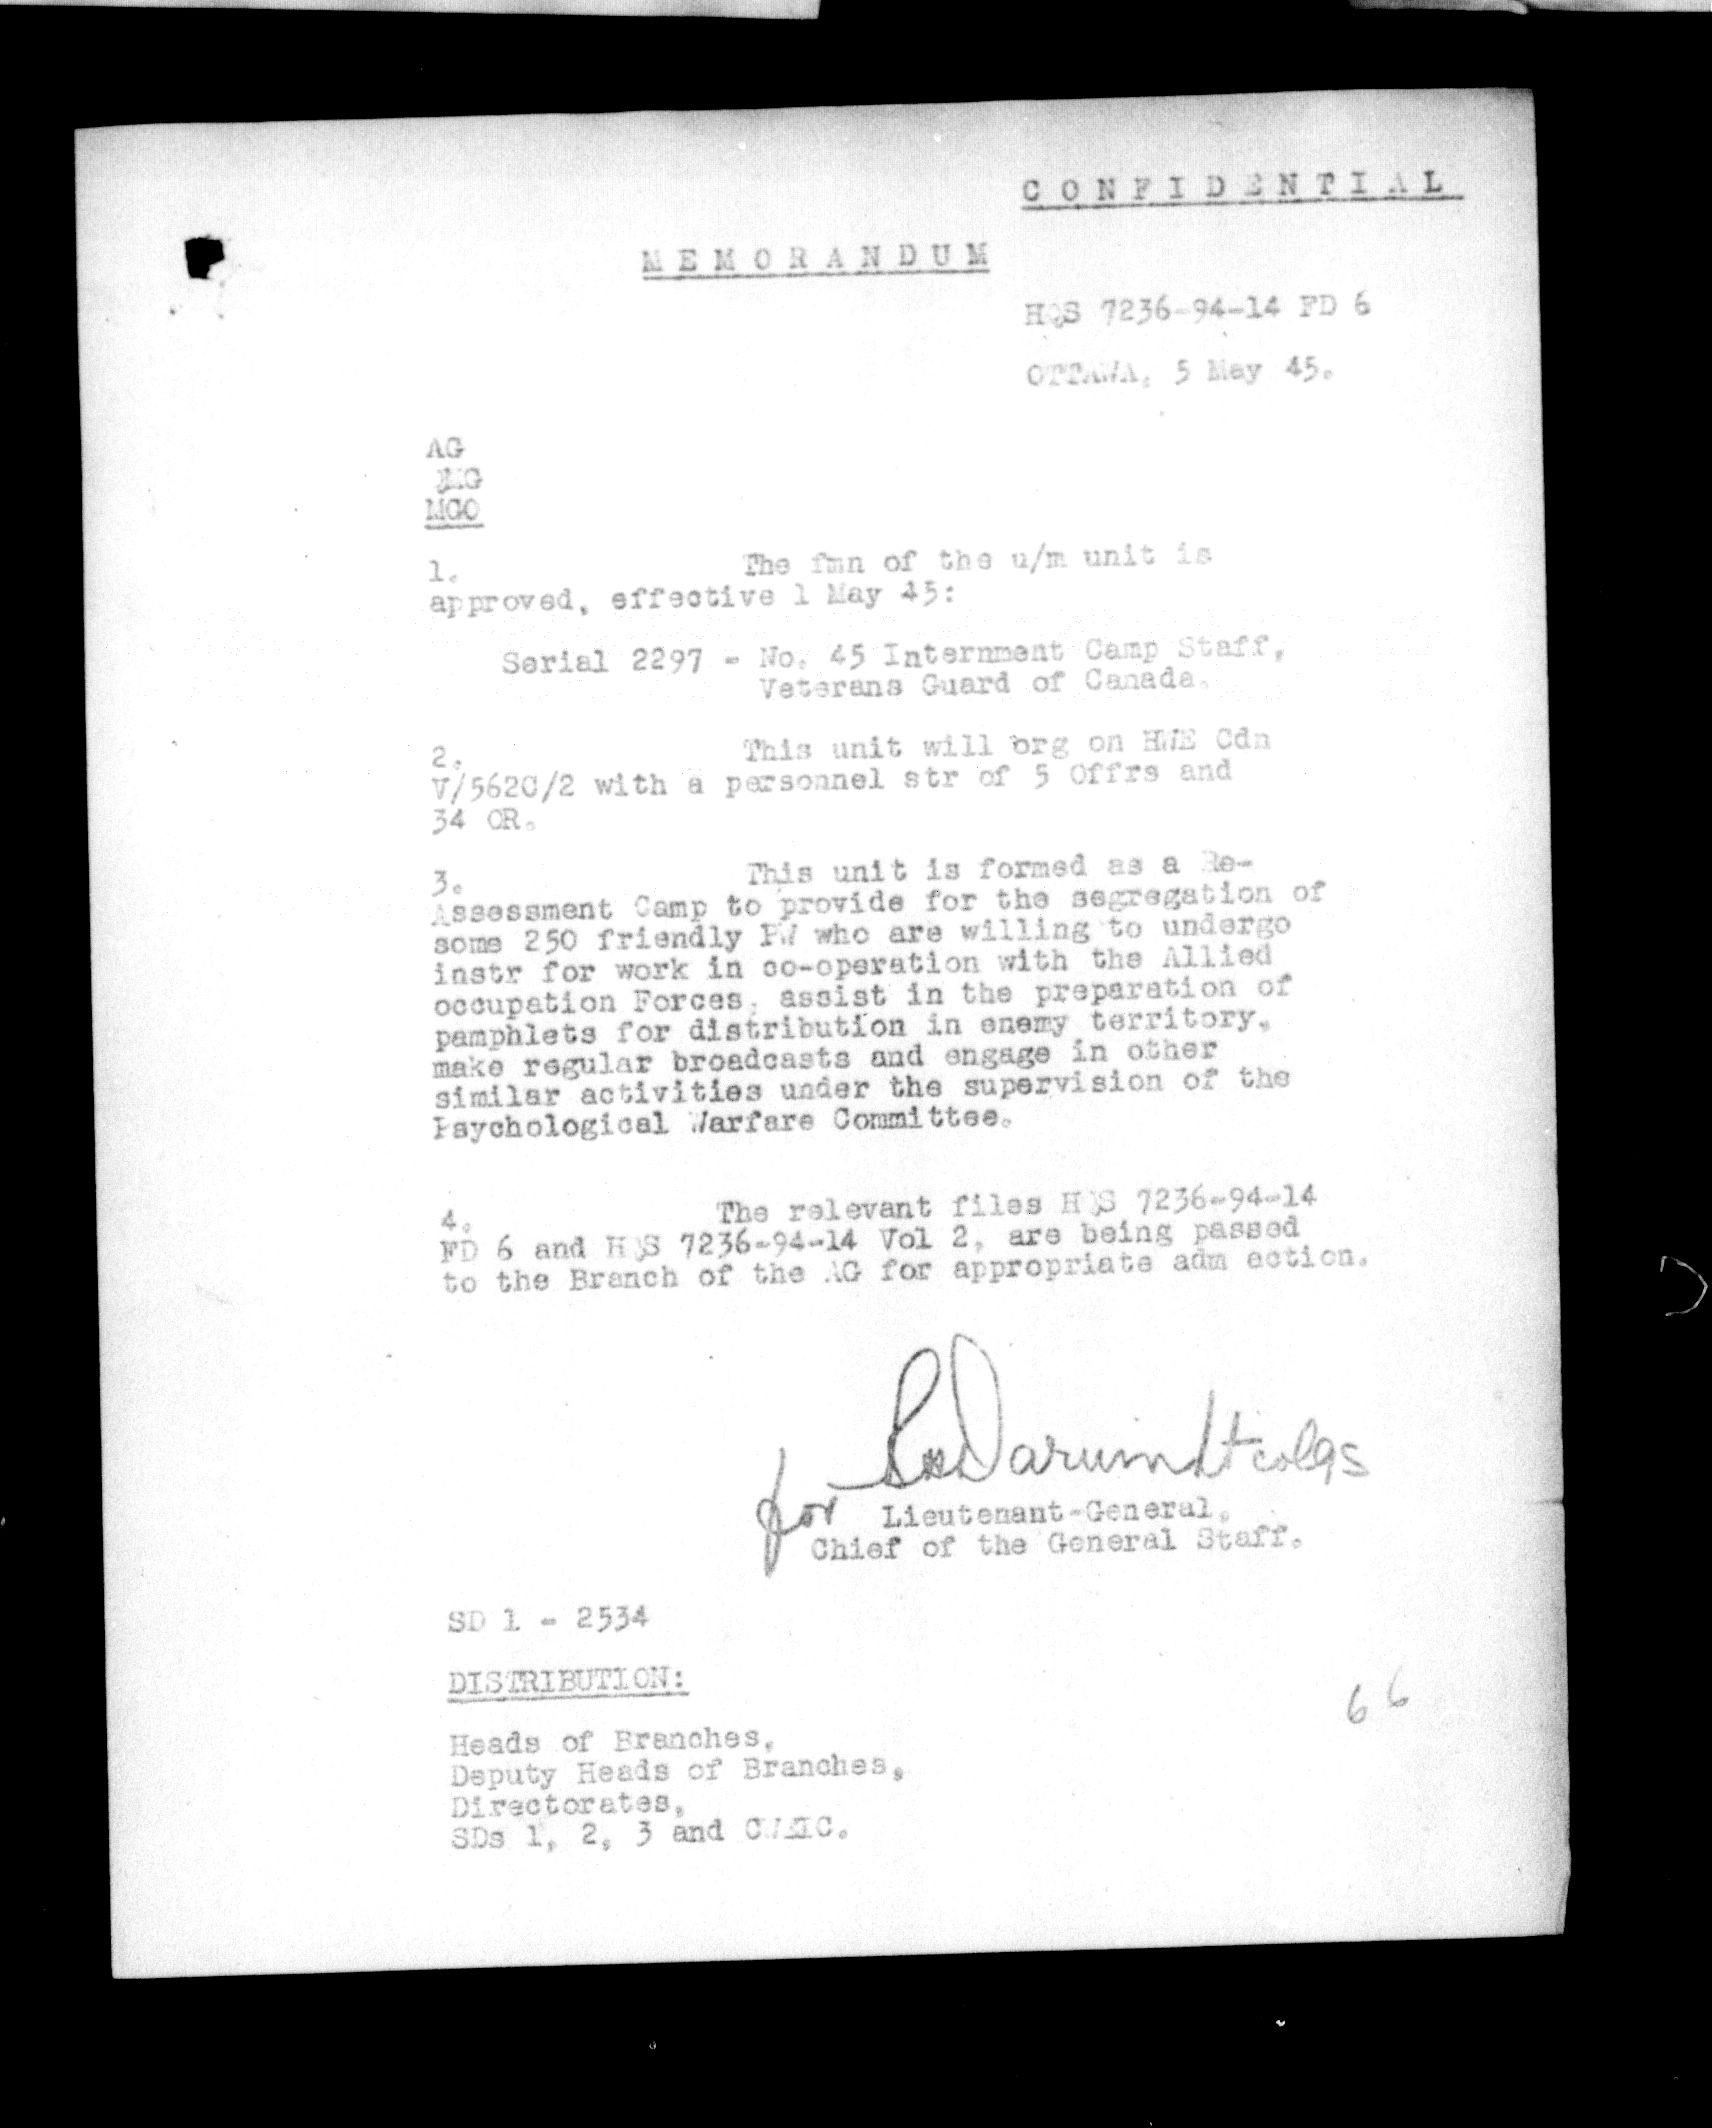 CONFIDENTIAL
MEMORANDUM
HQS 7236-94-14 FD 6
OTTAWA, 5 May 45.
AG
QMG
MGO
1. The fmn of the u/m unit is
approved, effective 1 May 45:
Serial 2297 - No. 45 Internment Camp Staff,
Veterans Guard of Canada.
2. This unit will org on HWE Cdn
V/562C/2 with a personnel str of 5 Offrs and
34 OR.
3. This unit is formed as a Re-
Assessment Camp to provide for the segregation of
some 250 friendly PW who are willing to undergo
instr for work in co-operation with the Allied
occupation Forces, assist in the preparation of
pamphlets for distribution in enemy territory,
make regular broadcasts and engage in other
similar activities under the supervision of the
Psychological Warfare Committee.
4. The relevant files HQS 7236-94-14
FD 6 and HQS 7236-94-14 Vol 2, are being passed
to the Branch of the AG for appropriate adm action.
for
Lieutenant-General,
Chief of the General Staff.
SD 1 - 2534
DISTRIBUTION:
66
Heads of Branches,
Deputy Heads of Branches,
Directorates,
SDs 1, 2, 3 and